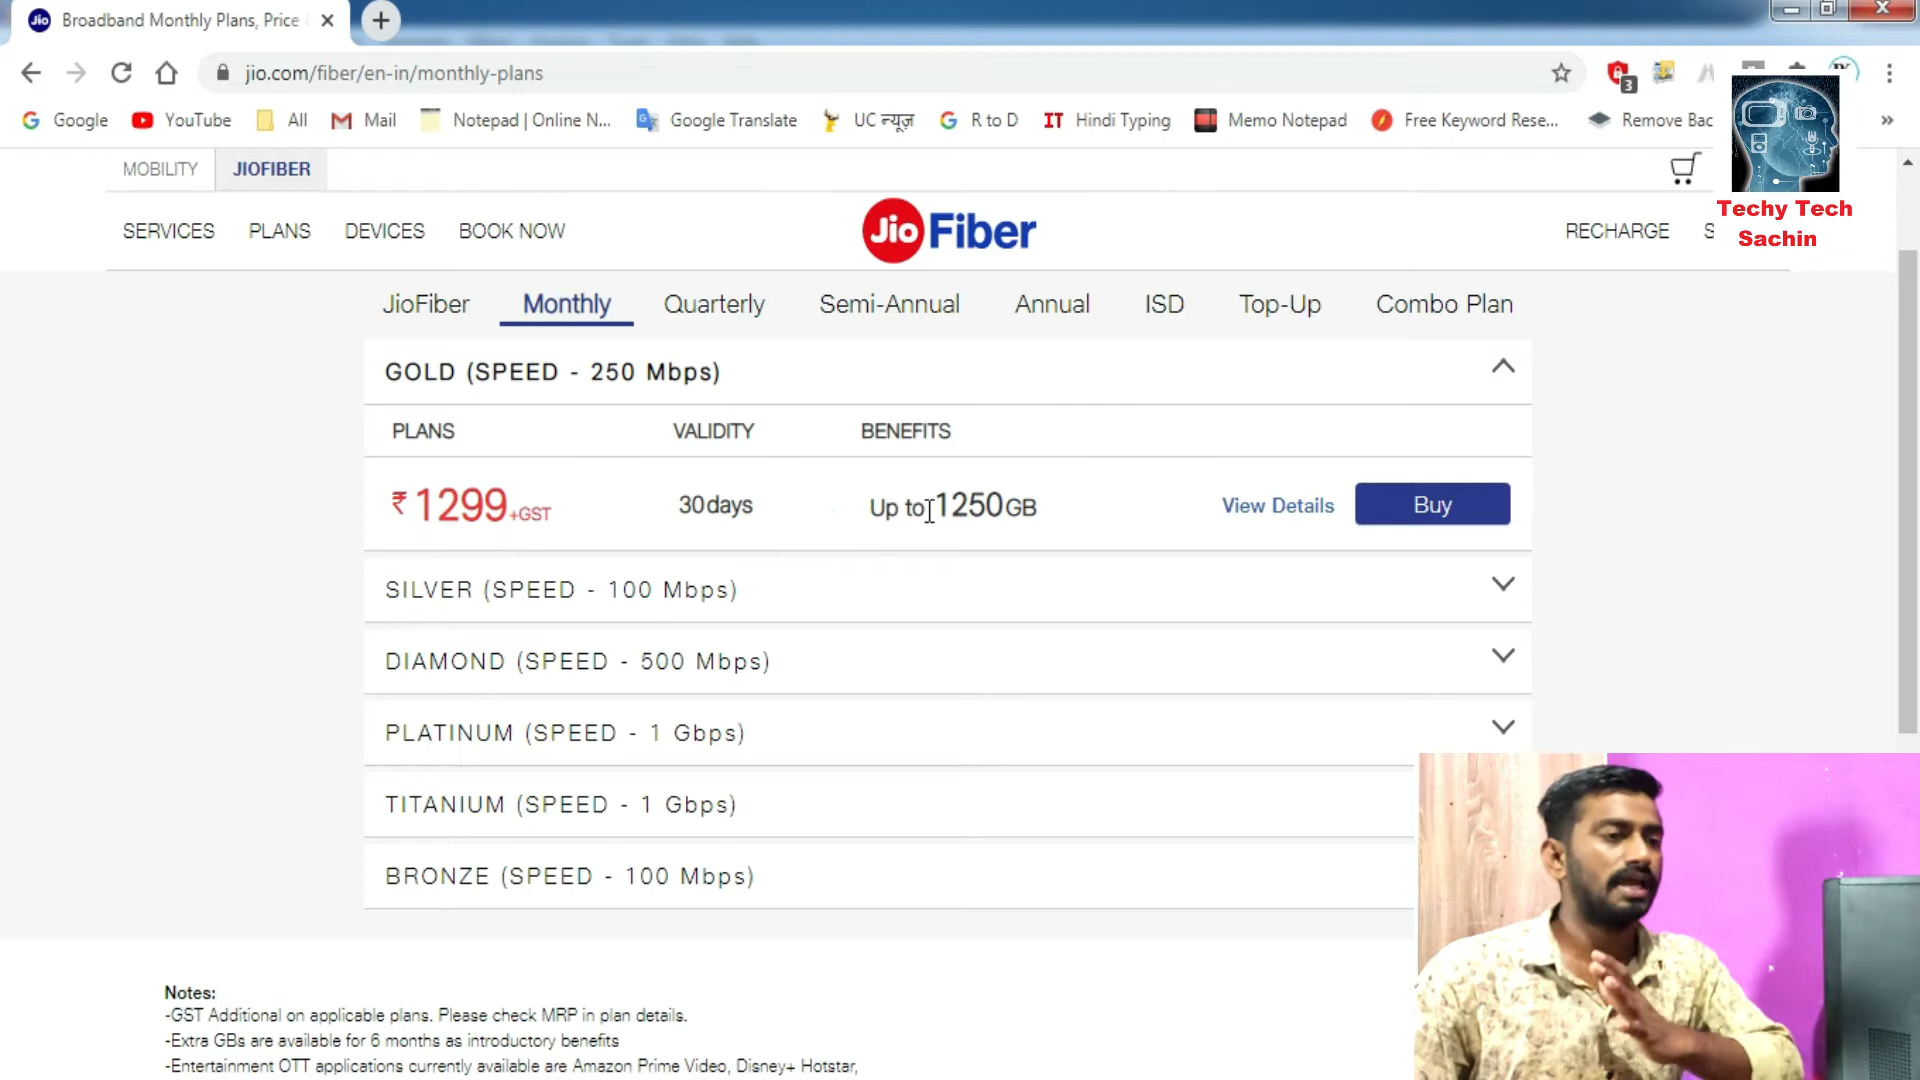 Jio Broadband Monthly Plans, Price
jio.com/fiber/en-in/monthly-plans
3
Google YouTube All Mail Notepad | Online N... Google Translate UC न्यूज़ R to D IT Hindi Typing Memo Notepad Free Keyword Rese... Remove Bac »
MOBILITY JIOFIBER
Techy Tech
Sachin
SERVICES PLANS DEVICES BOOK NOW Jio Fiber RECHARGE S
JioFiber Monthly Quarterly Semi-Annual Annual ISD Top-Up Combo Plan
GOLD (SPEED - 250 Mbps)
PLANS VALIDITY BENEFITS
₹ 1299 +GST 30days Up to 1250 GB View Details Buy
SILVER (SPEED - 100 Mbps)
DIAMOND (SPEED - 500 Mbps)
PLATINUM (SPEED - 1 Gbps)
TITANIUM (SPEED - 1 Gbps)
BRONZE (SPEED - 100 Mbps)
Notes:
-GST Additional on applicable plans. Please check MRP in plan details.
-Extra GBs are available for 6 months as introductory benefits
-Entertainment OTT applications currently available are Amazon Prime Video, Disney+ Hotstar,